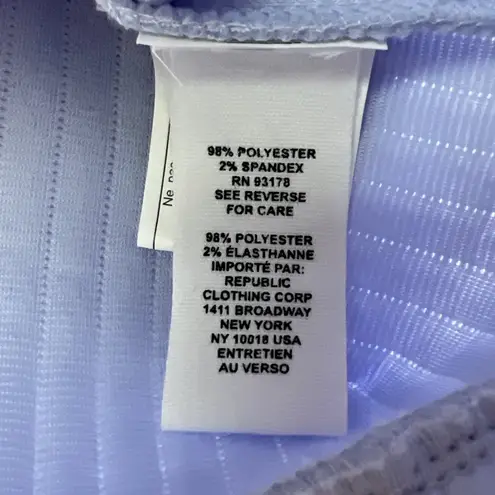 98% POLYESTER
2% SPANDEX
RN 93178
SEE REVERSE
FOR CARE
98% POLYESTER
2% ÉLASTHANNE
IMPORTÉ PAR:
REPUBLIC
CLOTHING CORP
1411 BROADWAY
NEW YORK
NY 10018 USA
ENTRETIEN
AU VERSO
Ne